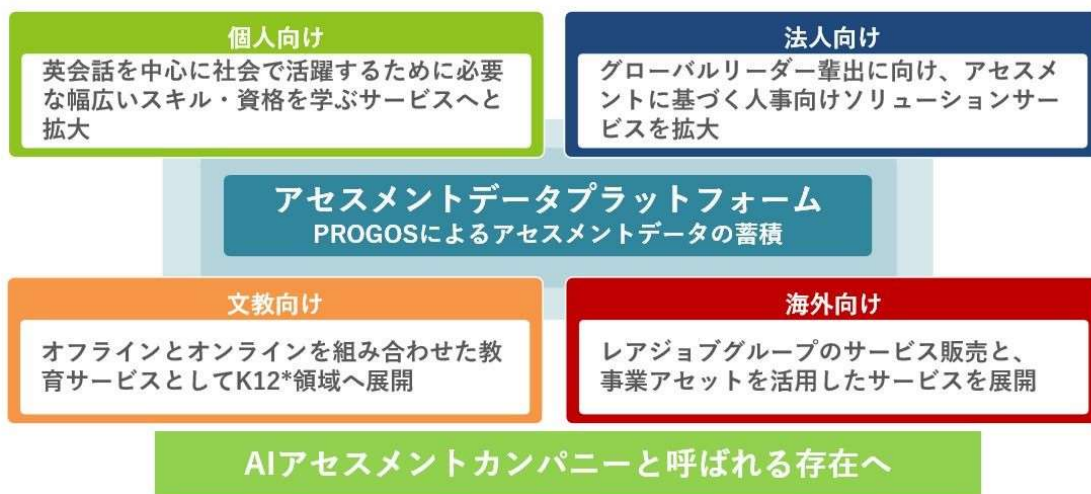 個人向け
英会話を中心に社会で活躍するために必要
な幅広いスキル・資格を学ぶサービスへと
拡大
法人向け
グローバルリーダー輩出に向け、アセスメ
ントに基づく人事向けソリューションサー
ビスを拡大
アセスメントデータプラットフォーム
PROGOSによるアセスメントデータの蓄積
文教向け
オフラインとオンラインを組み合わせた教
育サービスとしてK12*領域へ展開
海外向け
レアジョブグループのサービス販売と、
事業アセットを活用したサービスを展開
AIアセスメントカンパニーと呼ばれる存在へ